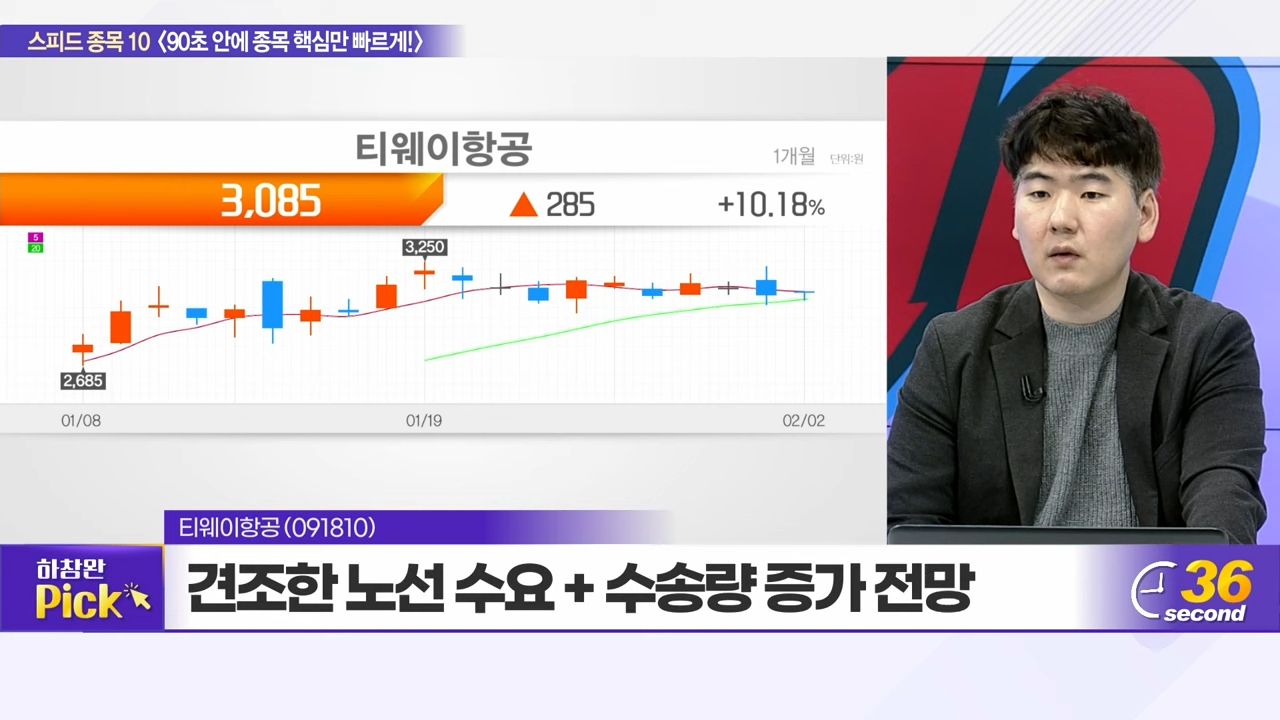 스피드 종목 10 〈90초 안에 종목 핵심만 빠르게!〉
티웨이항공
1개월 단위:원
3,085 ▲ 285 +10.18%
5
20
3,250
2,685
01/08 01/19 02/02
티웨이항공(091810)
하창완
Pick
견조한 노선 수요 + 수송량 증가 전망
36
second